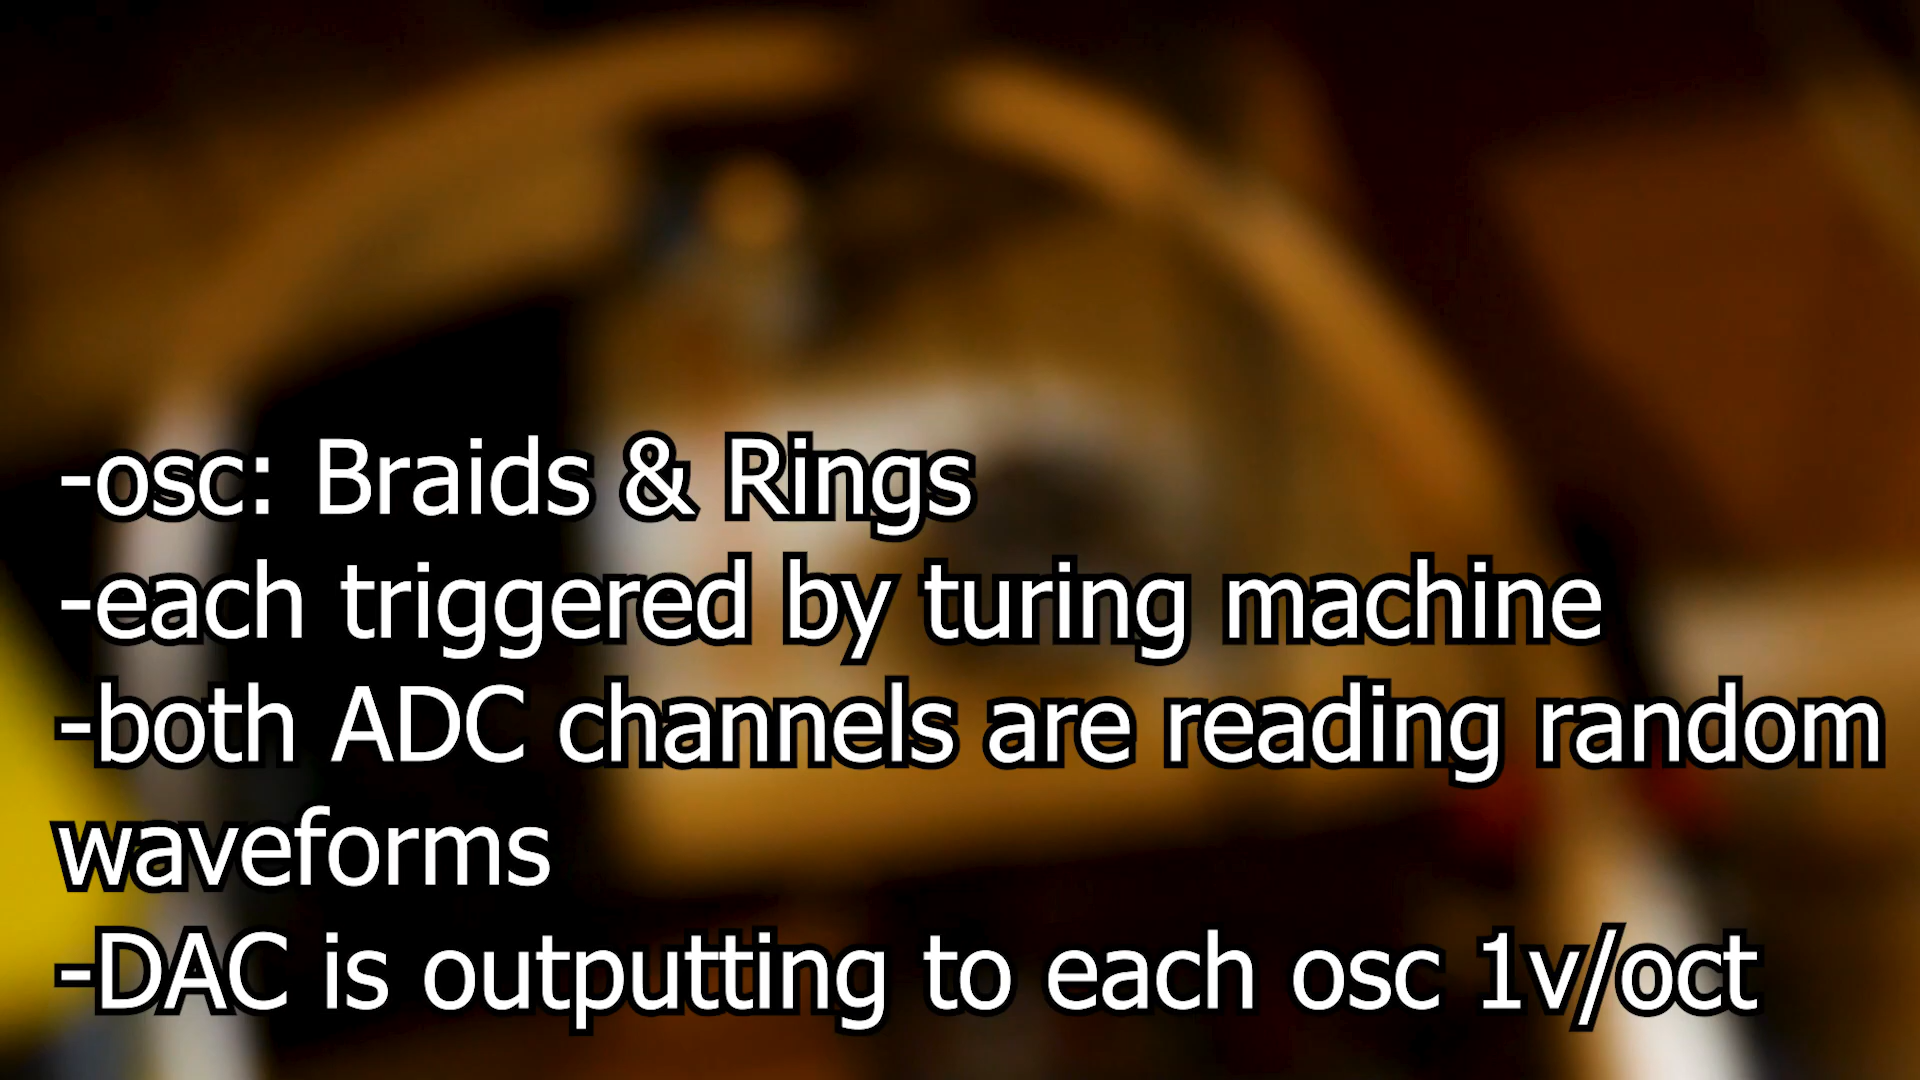 -osc: Braids & Rings
-each triggered by turing machine
-both ADC channels are reading random
waveforms
-DAC is outputting to each osc 1v/oct